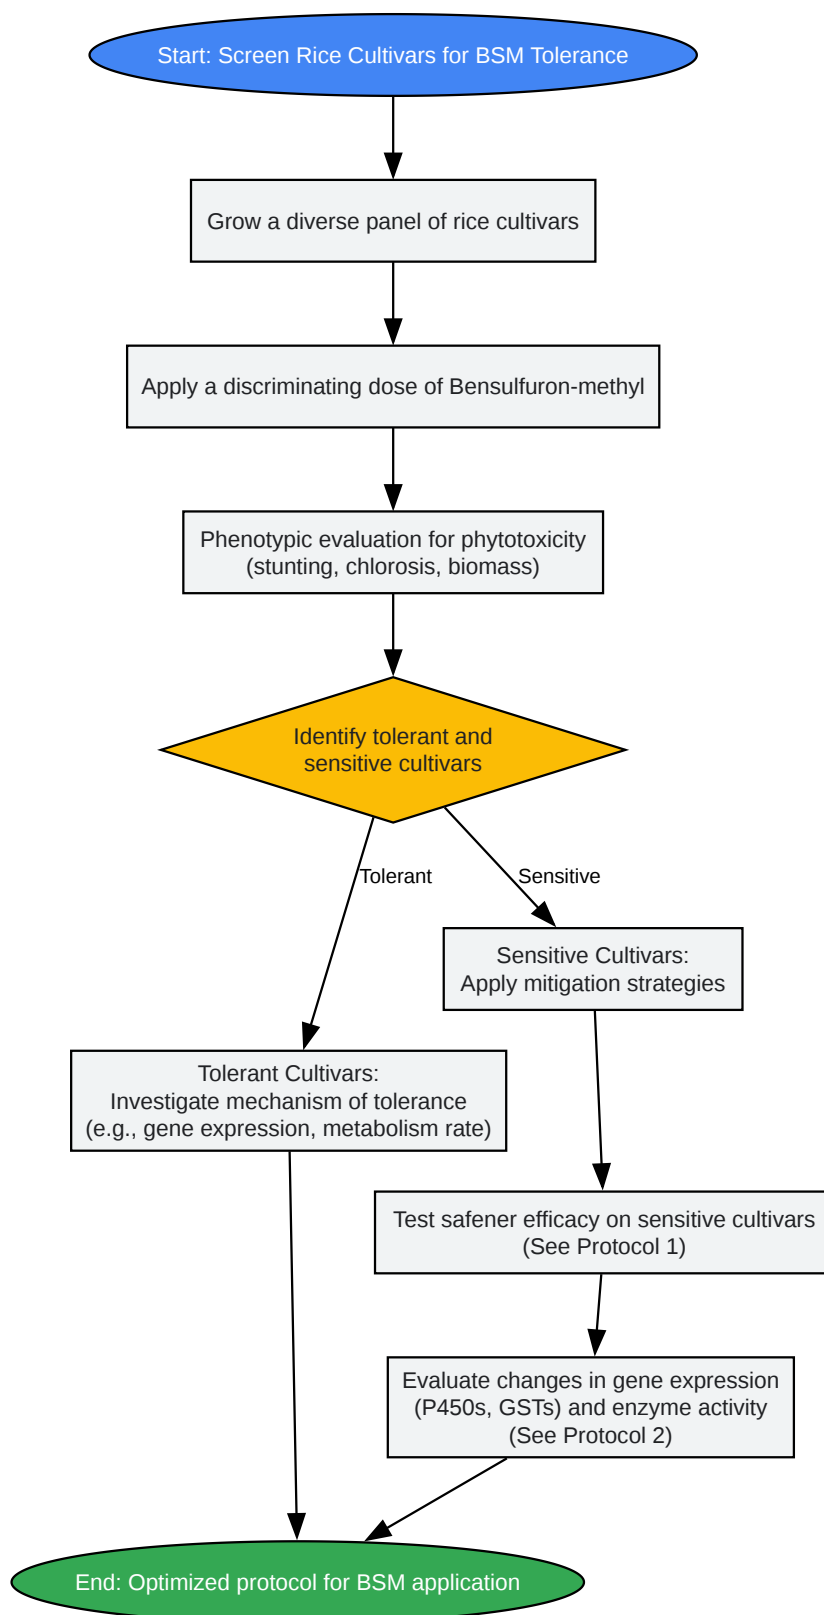 Start: Screen Rice Cultivars for BSM Tolerance
Grow a diverse panel of rice cultivars
Apply a discriminating dose of Bensulfuron-methyl
Phenotypic evaluation for phytotoxicity
(stunting, chlorosis, biomass)
Identify tolerant and
sensitive cultivars
Tolerant
Sensitive
Sensitive Cultivars:
Apply mitigation strategies
Tolerant Cultivars:
Investigate mechanism of tolerance
(e.g., gene expression, metabolism rate)
Test safener efficacy on sensitive cultivars
(See Protocol 1)
Evaluate changes in gene expression
(P450s, GSTs) and enzyme activity
(See Protocol 2)
End: Optimized protocol for BSM application